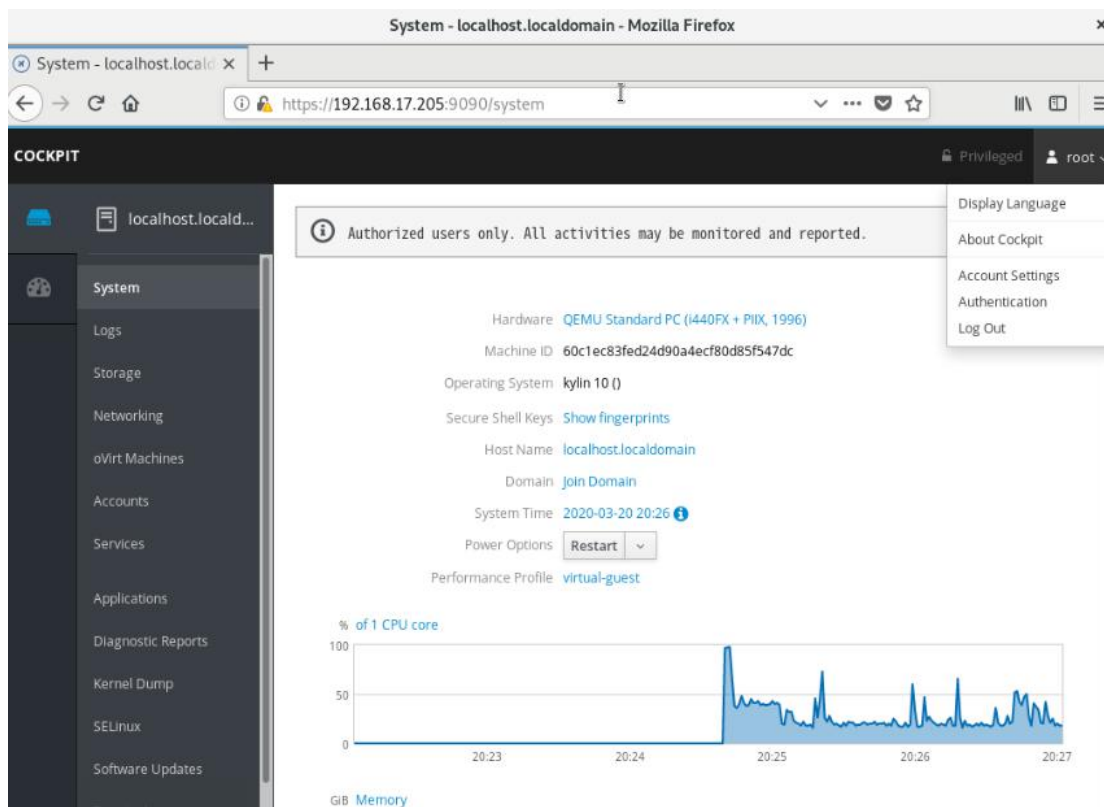 System - localhost.localdomain - Mozilla Firefox
System - localhost.locald
https://192.168.17.205:9090/system
COCKPIT
Privileged
root
localhost.locald...
System
Logs
Storage
Networking
oVirt Machines
Accounts
Services
Applications
Diagnostic Reports
Kernel Dump
SELinux
Software Updates
Authorized users only. All activities may be monitored and reported.
Display Language
About Cockpit
Account Settings
Authentication
Log Out
Hardware QEMU Standard PC (i440FX + PIIX, 1996)
Machine ID 60c1ec83fed24d90a4ecf80d85f547dc
Operating System kylin 10 ()
Secure Shell Keys Show fingerprints
Host Name localhost.localdomain
Domain Join Domain
System Time 2020-03-20 20:26
Power Options Restart
Performance Profile virtual-guest
% of 1 CPU core
100
50
0
20:23 20:24 20:25 20:26 20:27
GiB Memory